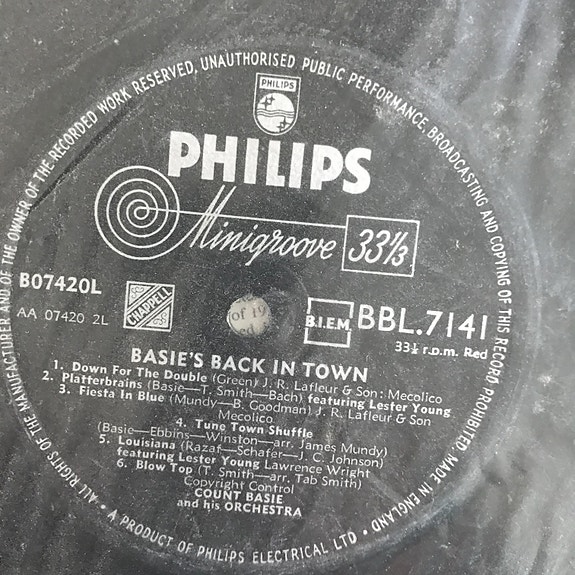 ALL RIGHTS OF THE MANUFACTURER AND OF THE OWNER OF THE RECORDED WORK RESERVED, UNAUTHORISED PUBLIC PERFORMANCE, BROADCASTING AND COPYING OF THIS RECORD PROHIBITED MADE IN ENGLAND.
PHILIPS
PHILIPS
Minigroove 33⅓
B07420L
AA 07420 2L
CHAPPELL
of 19
B.I.E.M.
BBL.7141
33⅓ r.p.m. Red
BASIE'S BACK IN TOWN
1. Down For The Double (Green) J. R. Lafleur & Son: Mecolico
2. Platterbrains (Basie—T. Smith—Bach) featuring Lester Young
3. Fiesta In Blue (Mundy—B. Goodman) J. R. Lafleur & Son
Mecolico
4. Tune Town Shuffle
(Basie—Ebbins—Winston—arr. James Mundy)
5. Louisiana (Razaf—Schafer—J. C. Johnson)
featuring Lester Young Lawrence Wright
6. Blow Top (T. Smith—arr. Tab Smith)
Copyright Control
COUNT BASIE
and his ORCHESTRA
• A PRODUCT OF PHILIPS ELECTRICAL LTD •